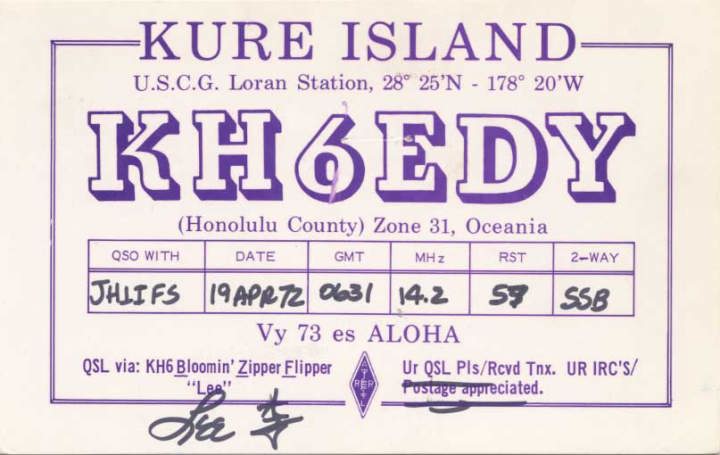 KURE ISLAND
U.S.C.G. Loran Station, 28° 25'N - 178° 20'W
KH6EDY
(Honolulu County) Zone 31, Oceania
QSO WITH DATE GMT MHz RST 2-WAY
JH1IFS 19APR72 0631 14.2 59 SSB
Vy 73 es ALOHA
QSL via: KH6 Bloomin' Zipper Flipper
"Lee"
ARRL
Ur QSL Pls/Rcvd Tnx. UR IRC'S/
Postage appreciated.
Lee